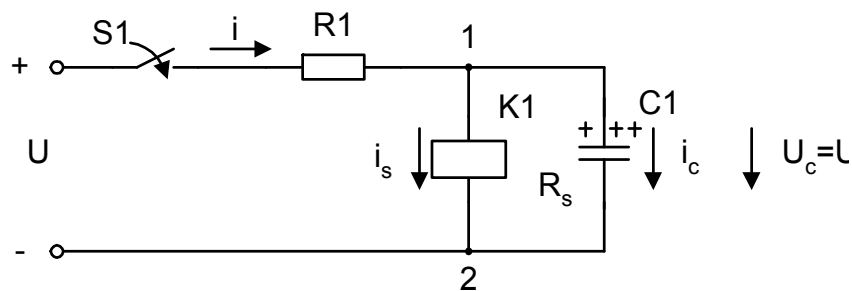 S1 i R1 1
+
K1 C1
+ ++
U i_s i_c U_c=U
R_s
-
2